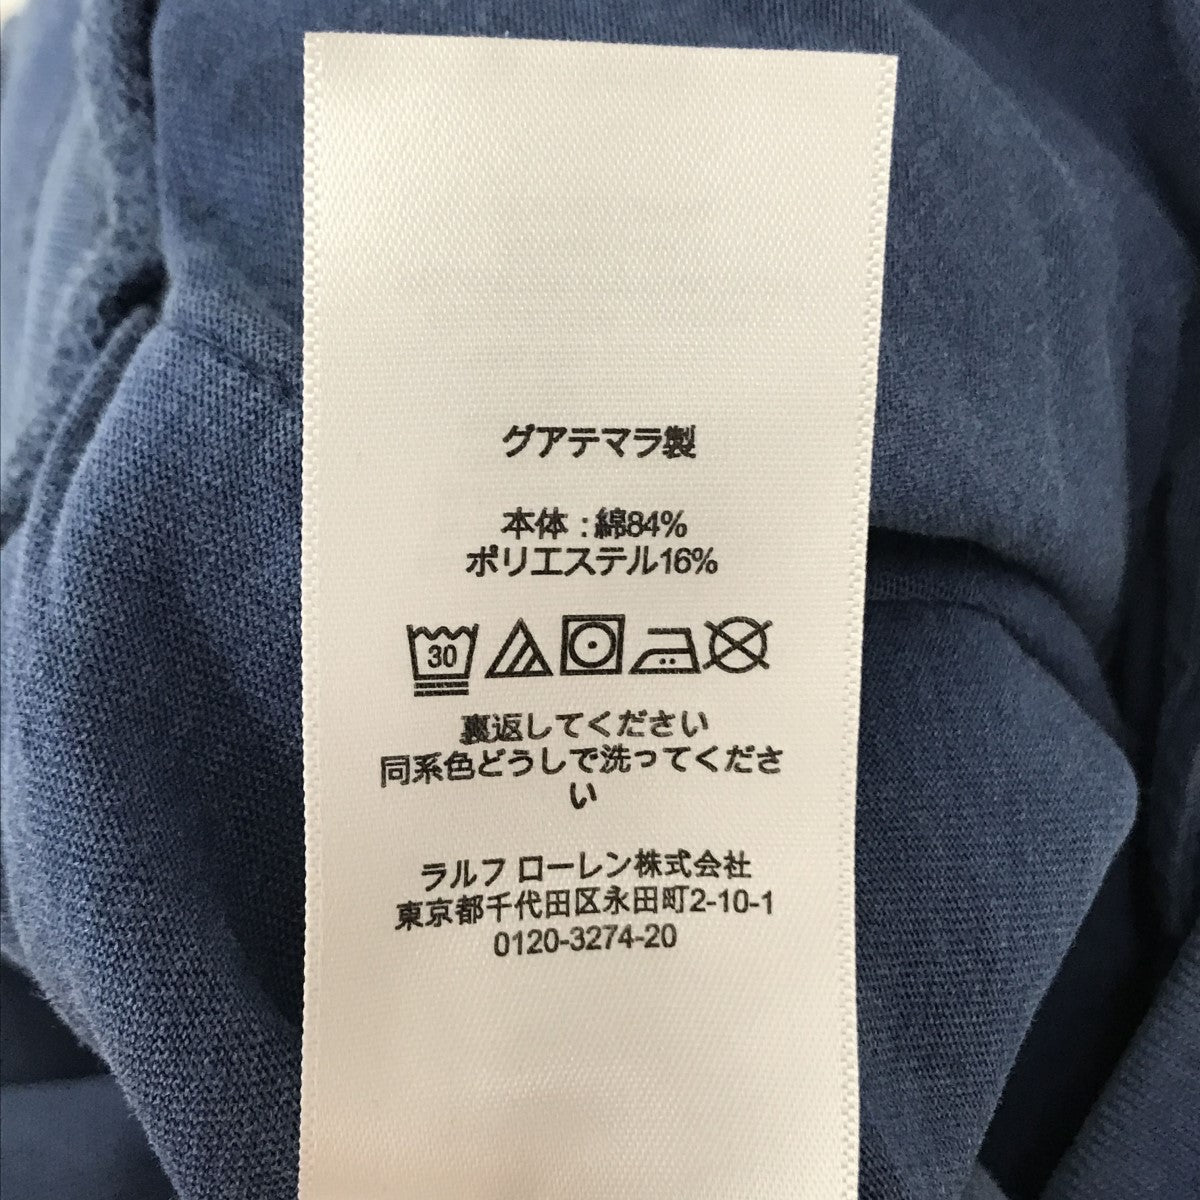 グアテマラ製
本体 : 綿84%
ポリエステル16%
30
裏返してください
同系色どうしで洗ってくださ
い
ラルフ ローレン株式会社
東京都千代田区永田町2-10-1
0120-3274-20